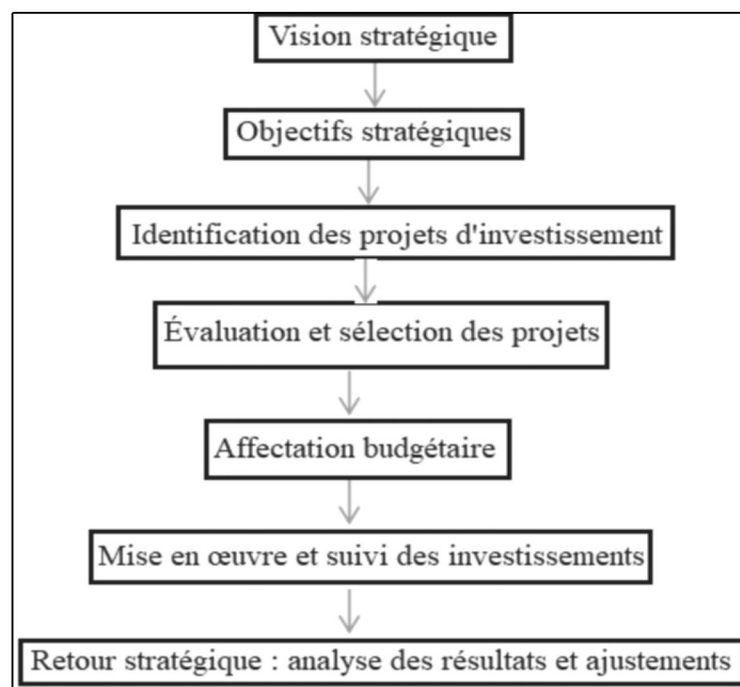 Vision stratégique
Objectifs stratégiques
Identification des projets d'investissement
Évaluation et sélection des projets
Affectation budgétaire
Mise en œuvre et suivi des investissements
Retour stratégique : analyse des résultats et ajustements